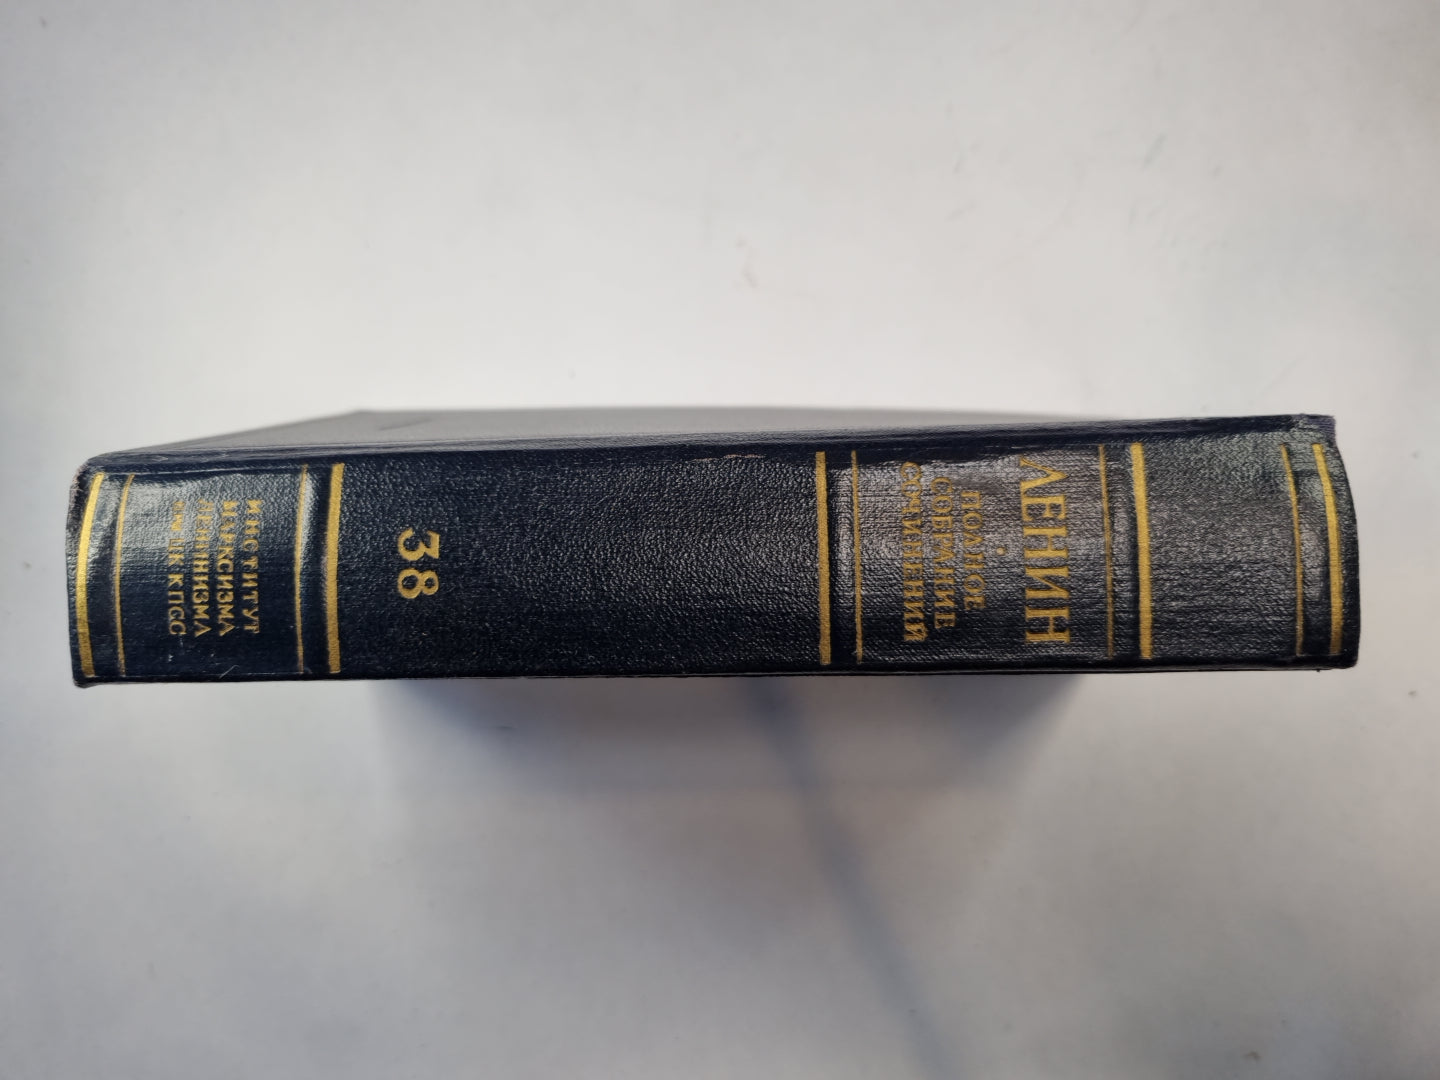 ЛЕНИН
ПОЛНОЕ
СОБРАНИЕ
СОЧИНЕНИЙ
38
ИНСТИТУТ
МАРКСИЗМА
ЛЕНИНИЗМА
ПРИ ЦК КПСС